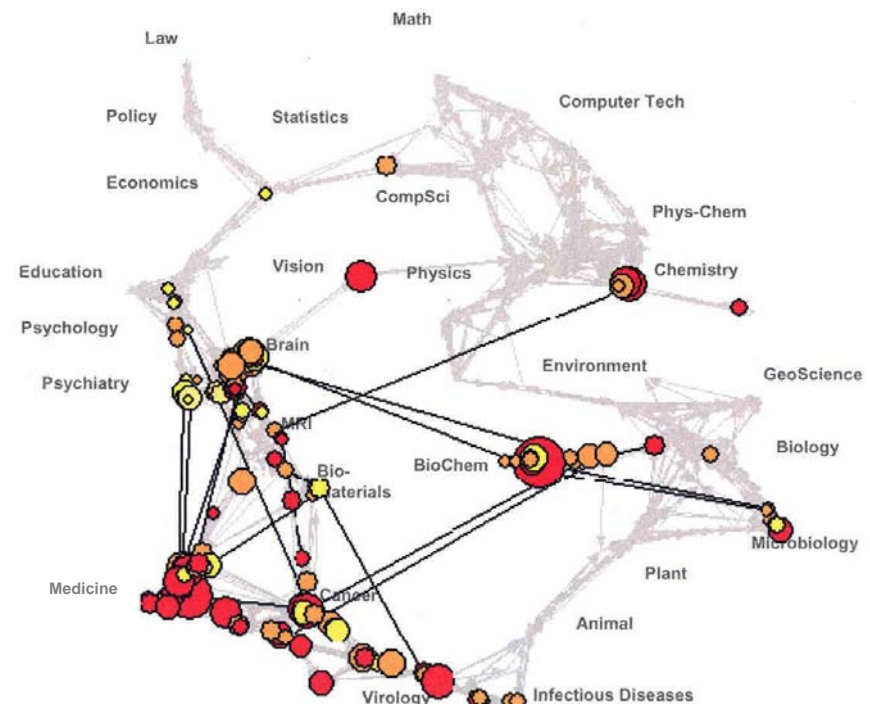 Math
Law
Computer Tech
Policy
Statistics
Economics
CompSci
Phys-Chem
Education
Vision
Physics
Chemistry
Psychology
Brain
Psychiatry
Environment
GeoScience
MRI
Biology
BioChem
Bio-
materials
Microbiology
Medicine
Plant
Cancer
Animal
Virology
Infectious Diseases